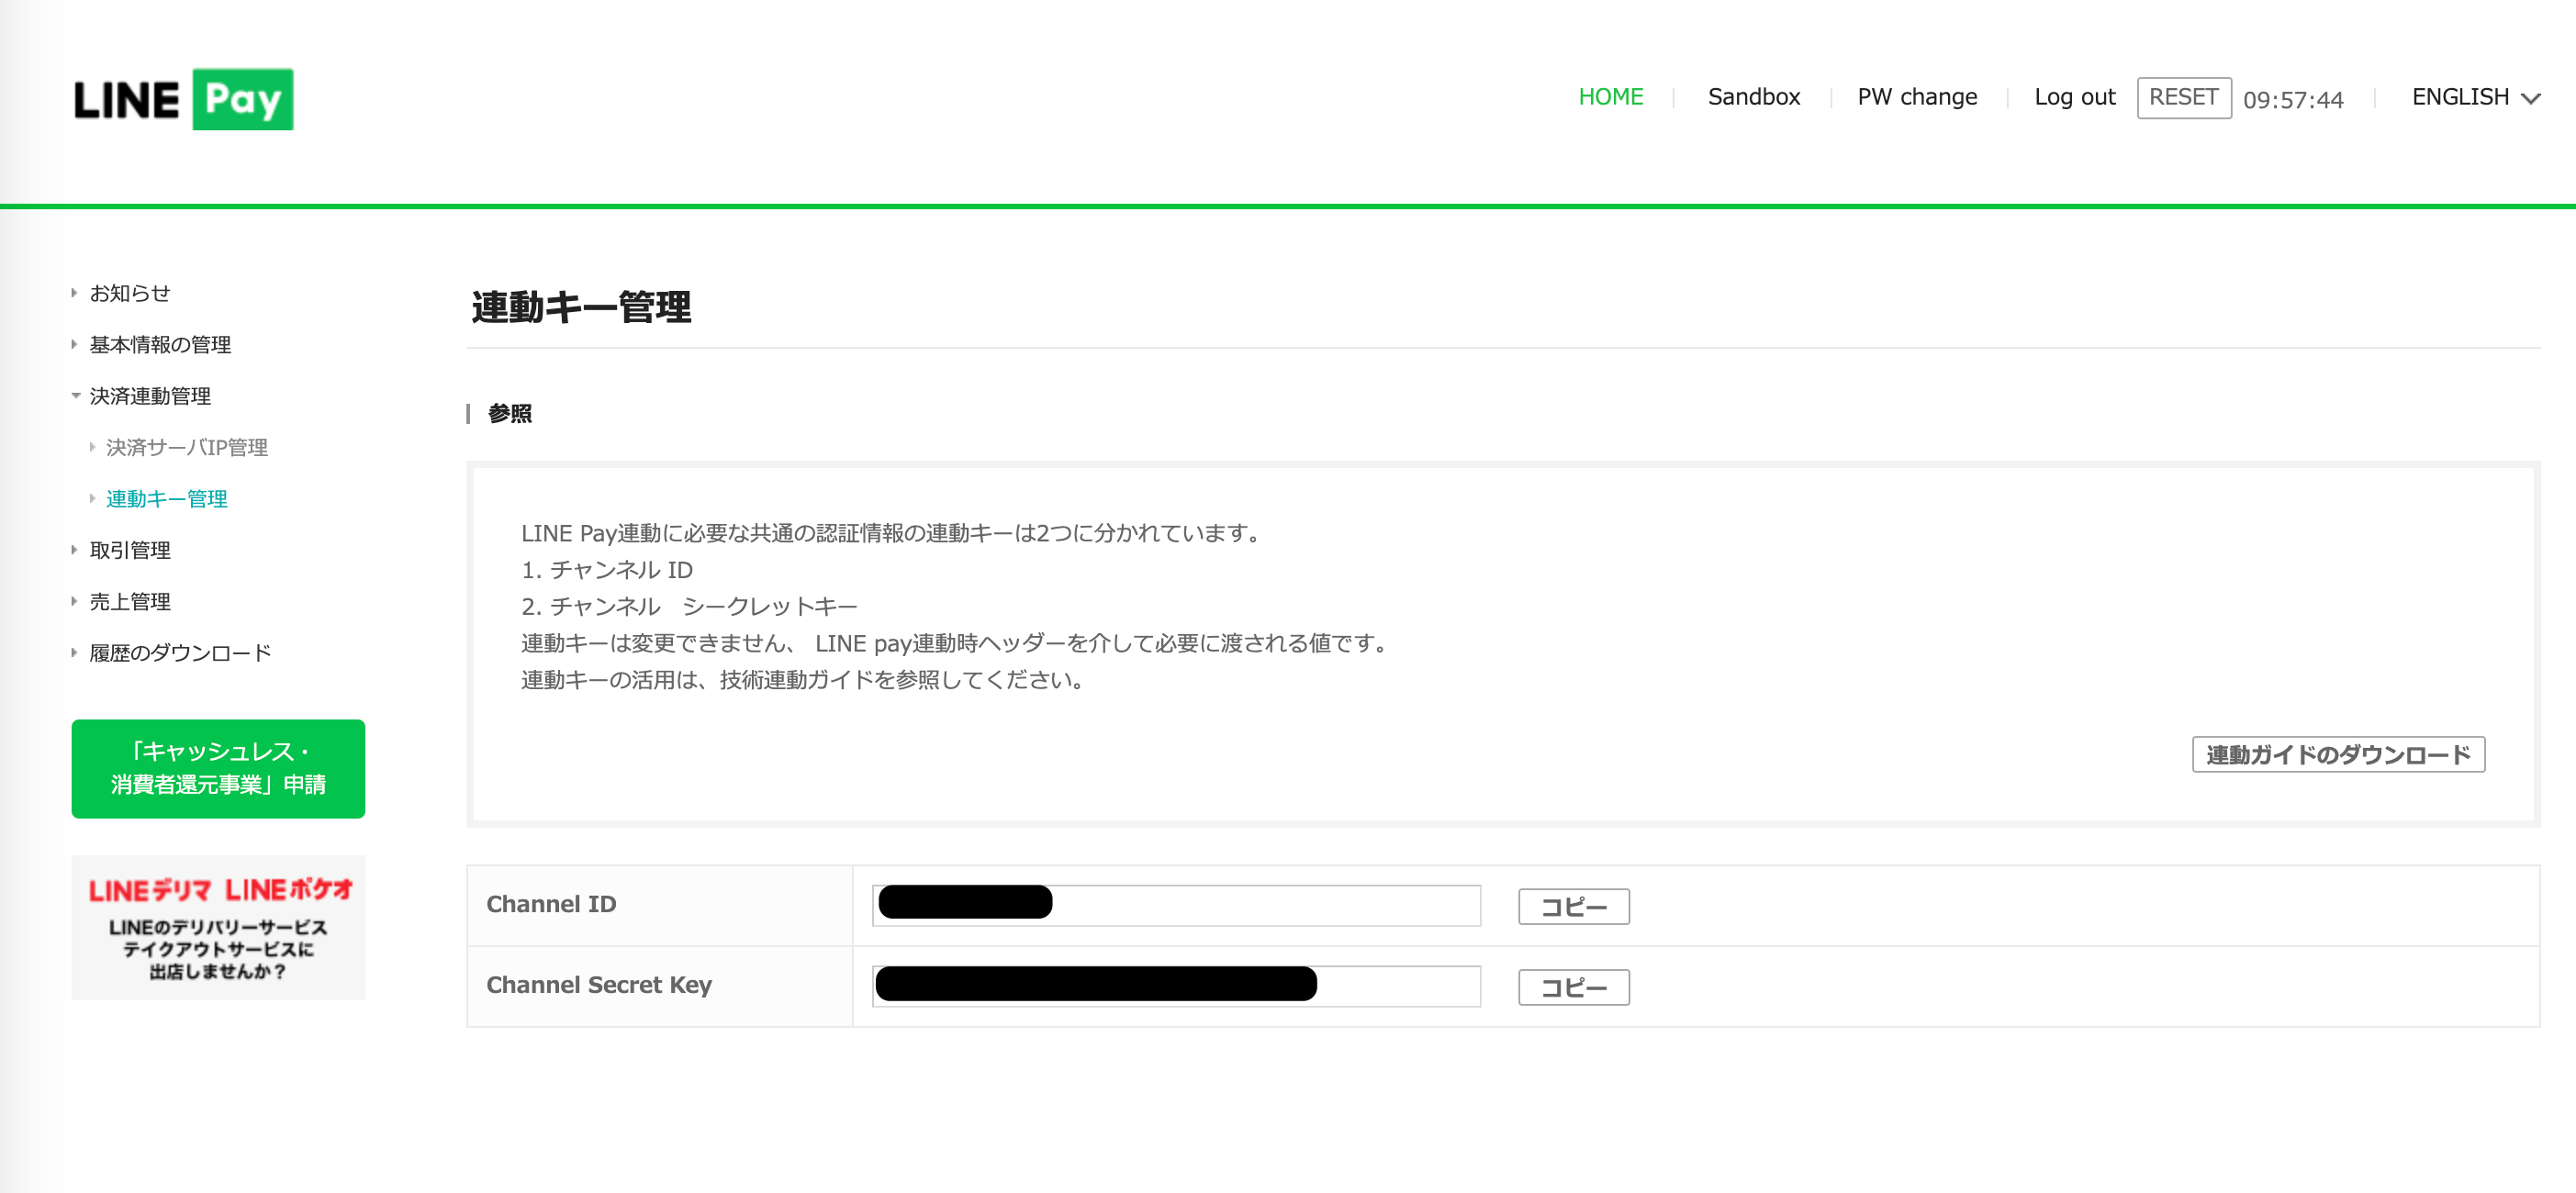 LINE Pay
HOME
Sandbox
PW change
Log out
RESET
09:57:44
ENGLISH
お知らせ
基本情報の管理
決済連動管理
決済サーバIP管理
連動キー管理
取引管理
売上管理
履歴のダウンロード
「キャッシュレス・
消費者還元事業」申請
LINEデリマ LINEポケオ
LINEのデリバリーサービス
テイクアウトサービスに
出店しませんか？
連動キー管理
参照
LINE Pay連動に必要な共通の認証情報の連動キーは2つに分かれています。
1. チャンネル ID
2. チャンネル　シークレットキー
連動キーは変更できません、 LINE pay連動時ヘッダーを介して必要に渡される値です。
連動キーの活用は、技術連動ガイドを参照してください。
連動ガイドのダウンロード
Channel ID
コピー
Channel Secret Key
コピー